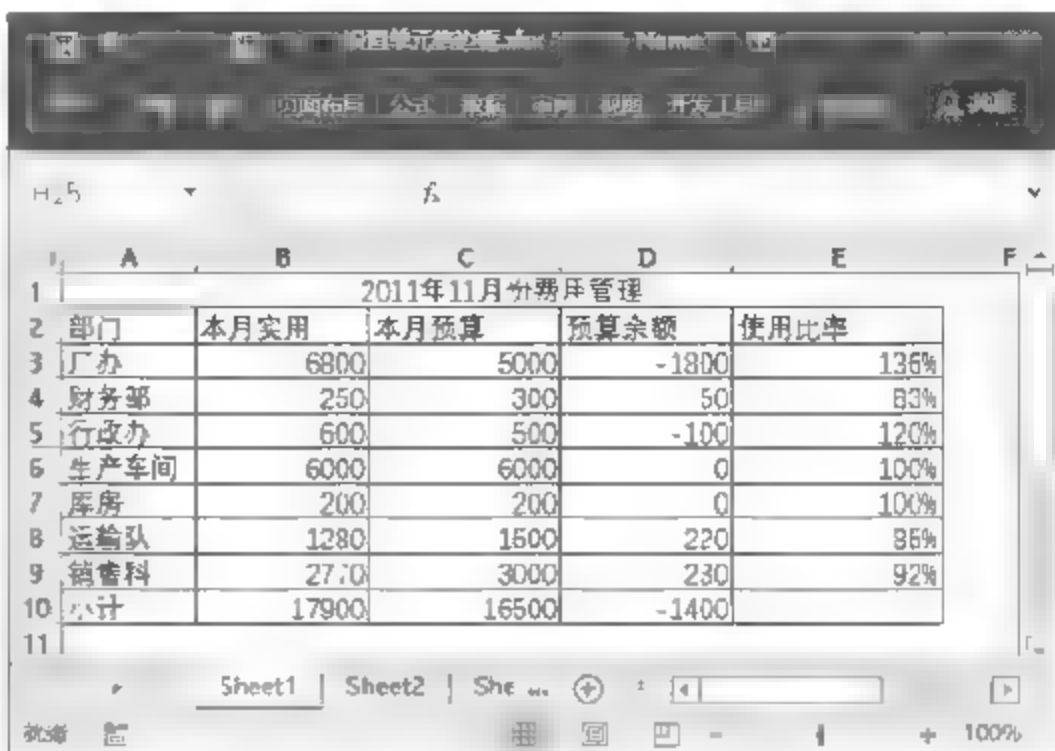 页面布局 公式 数据 审阅 视图 开发工具
H25 fx
A B C D E F
1 2011年11月份费用管理
2 部门 本月实用 本月预算 预算余额 使用比率
3 厂办 6800 5000 -1800 136%
4 财务部 250 300 50 83%
5 行政办 600 500 -100 120%
6 生产车间 6000 6000 0 100%
7 库房 200 200 0 100%
8 运输队 1280 1500 220 85%
9 销售科 2770 3000 230 92%
10 小计 17900 16500 -1400
11
Sheet1 Sheet2 She ...
就绪 100%